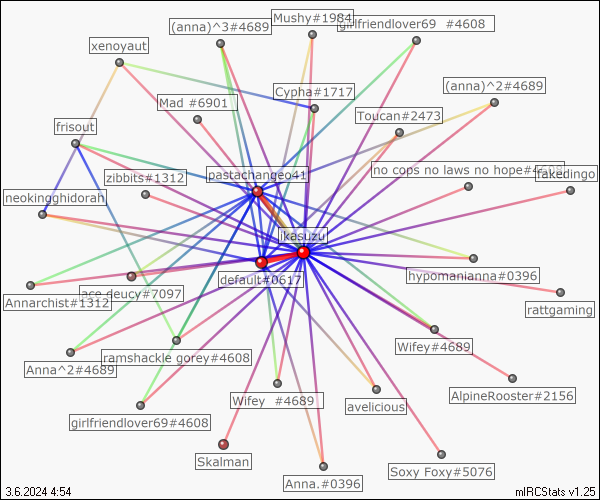 Mushy#1984
(anna)^3#4689
girlfriendlover69 #4608
xenoyaut
(anna)^2#4689
Cypha#1717
Mad #6901
Toucan#2473
frisout
no cops no laws no hope
rakedingo
pastachangeo41
zibbits#1312
neokingghidorah
ikasuzu
hypomanianna#0396
default#0617
ace deucy#7097
Annarchist#1312
rattgaming
Wifey#4689
ramshackle gorey#4608
Anna^2#4689
AlpineRooster#2156
Wifey #4689
avelicious
girlfriendlover69#4608
Skalman
Soxy Foxy#5076
Anna.#0396
3.6.2024 4:54
mIRCStats v1.25